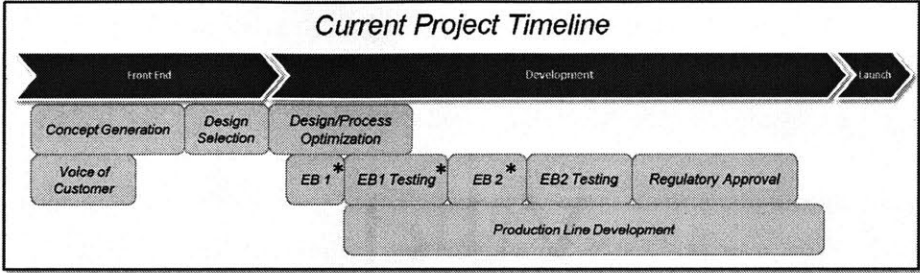 Current Project Timeline
Front End
Development
Launch
Concept Generation
Design
Selection
Design/Process
Optimization
Voice of
Customer
EB 1*
EB1 Testing*
EB 2*
EB2 Testing
Regulatory Approval
Production Line Development